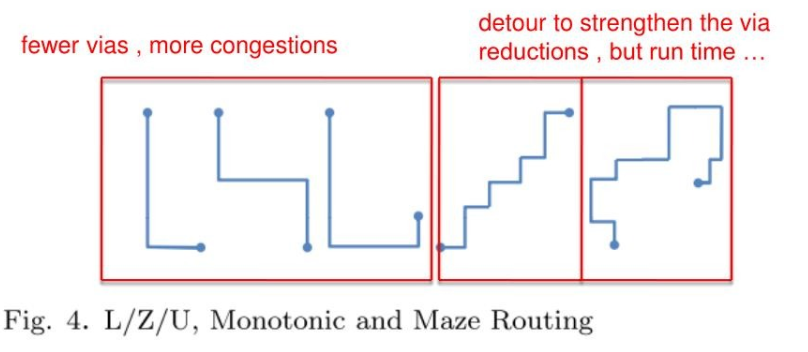 fewer vias , more congestions
detour to strengthen the via
reductions , but run time ...
Fig. 4. L/Z/U, Monotonic and Maze Routing